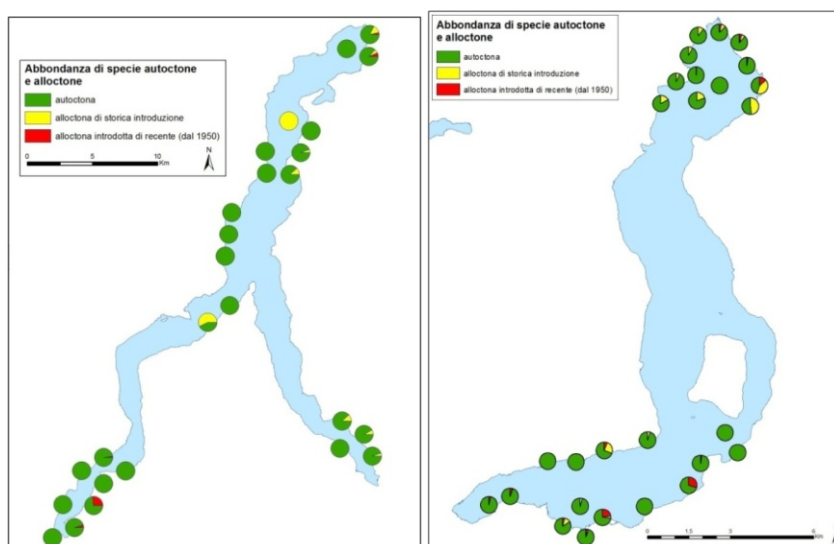 Abbondanza di specie autoctone
e alloctone
autoctona
alloctona di storica introduzione
alloctona introdotta di recente (dal 1950)
0 5 10
Km
N
Abbondanza di specie autoctone
e alloctone
autoctona
alloctona di storica introduzione
alloctona introdotta di recente (dal 1950)
0 1,5 3 6